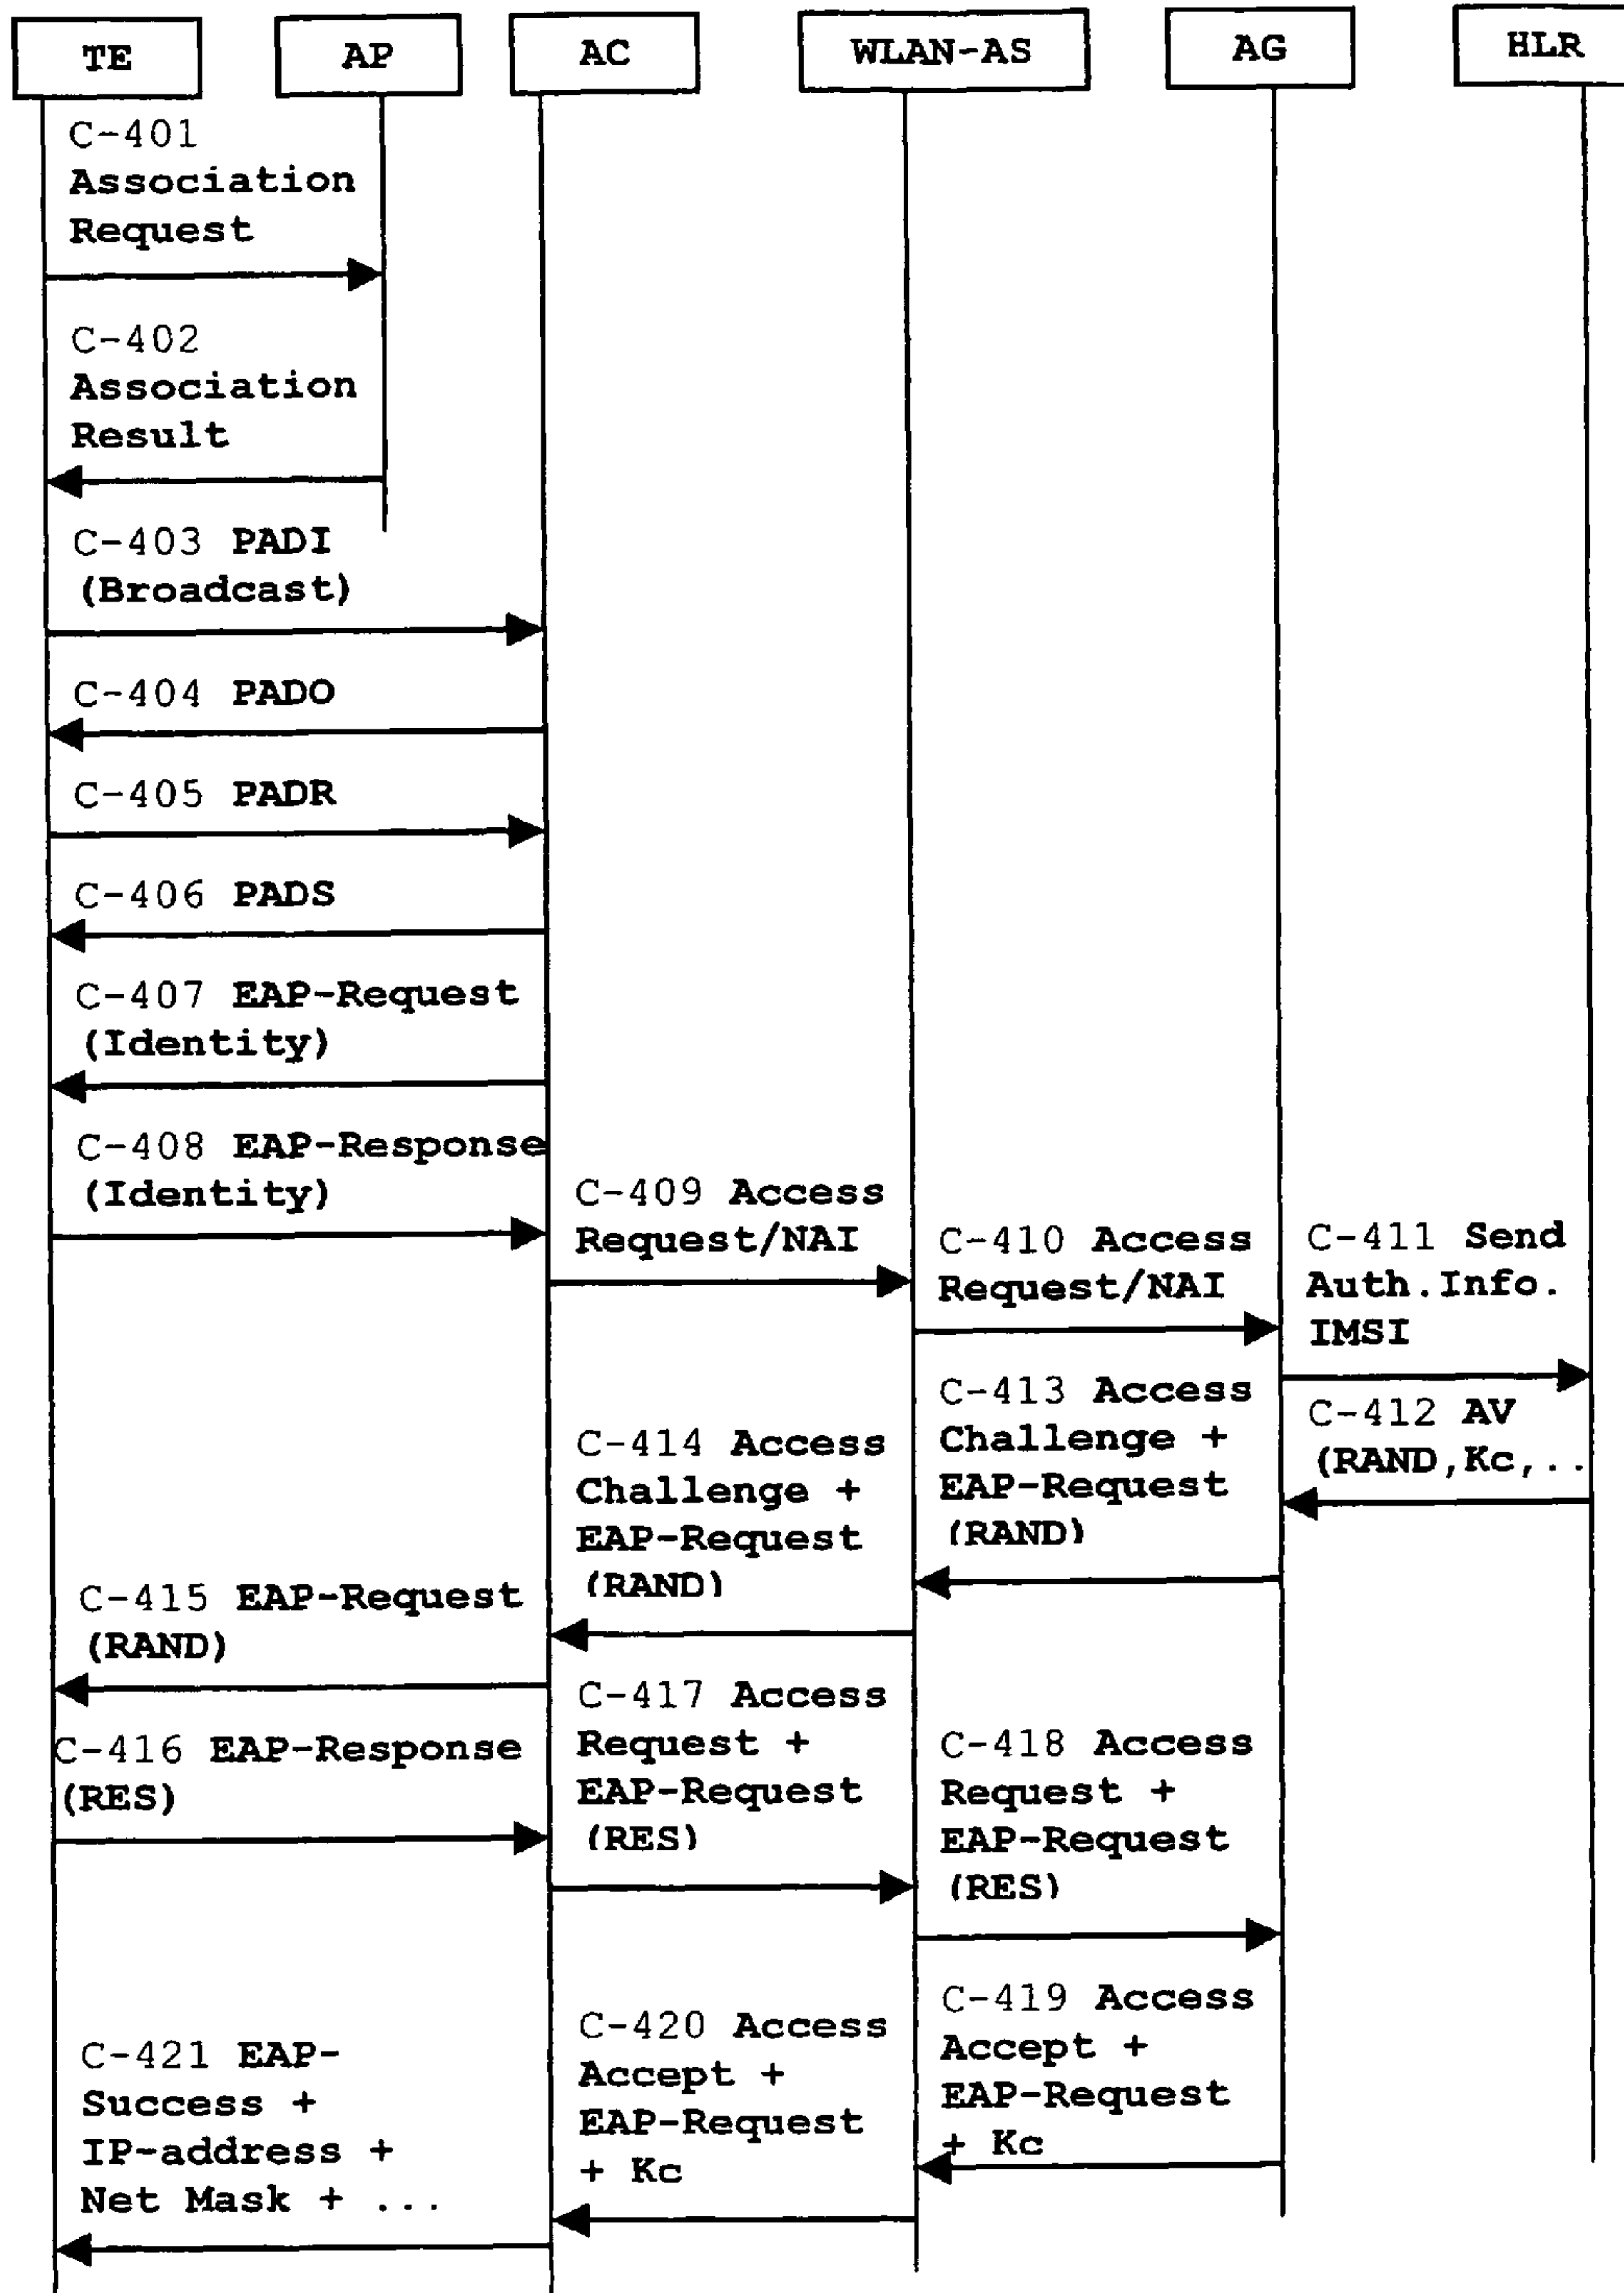 TE
AP
AC
WLAN-AS
AG
HLR
C-401
Association
Request
C-402
Association
Result
C-403 PADI
(Broadcast)
C-404 PADO
C-405 PADR
C-406 PADS
C-407 EAP-Request
(Identity)
C-408 EAP-Response
(Identity)
C-409 Access
Request/NAI
C-410 Access
Request/NAI
C-411 Send
Auth.Info.
IMSI
C-412 AV
(RAND,Kc,..
C-413 Access
Challenge +
EAP-Request
(RAND)
C-414 Access
Challenge +
EAP-Request
(RAND)
C-415 EAP-Request
(RAND)
C-416 EAP-Response
(RES)
C-417 Access
Request +
EAP-Request
(RES)
C-418 Access
Request +
EAP-Request
(RES)
C-419 Access
Accept +
EAP-Request
+ Kc
C-420 Access
Accept +
EAP-Request
+ Kc
C-421 EAP-
Success +
IP-address +
Net Mask + ...